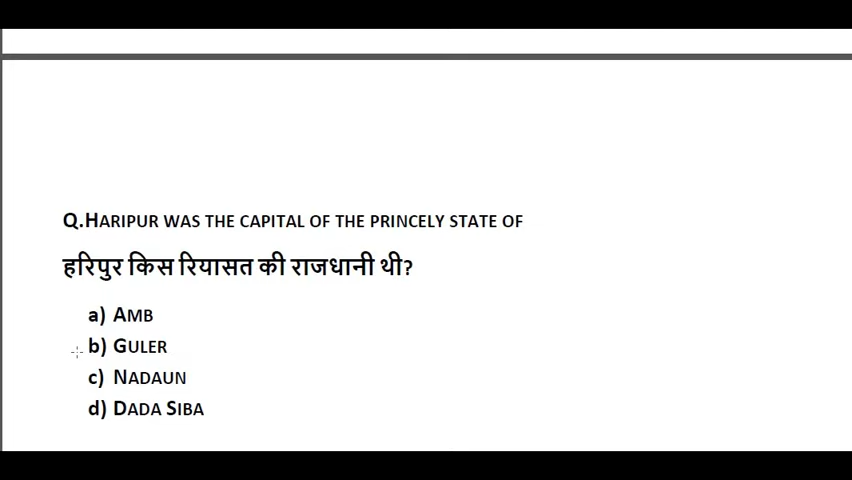 Q.HARIPUR WAS THE CAPITAL OF THE PRINCELY STATE OF
हरिपुर किस रियासत की राजधानी थी?
a) AMB
b) GULER
c) NADAUN
d) DADA SIBA